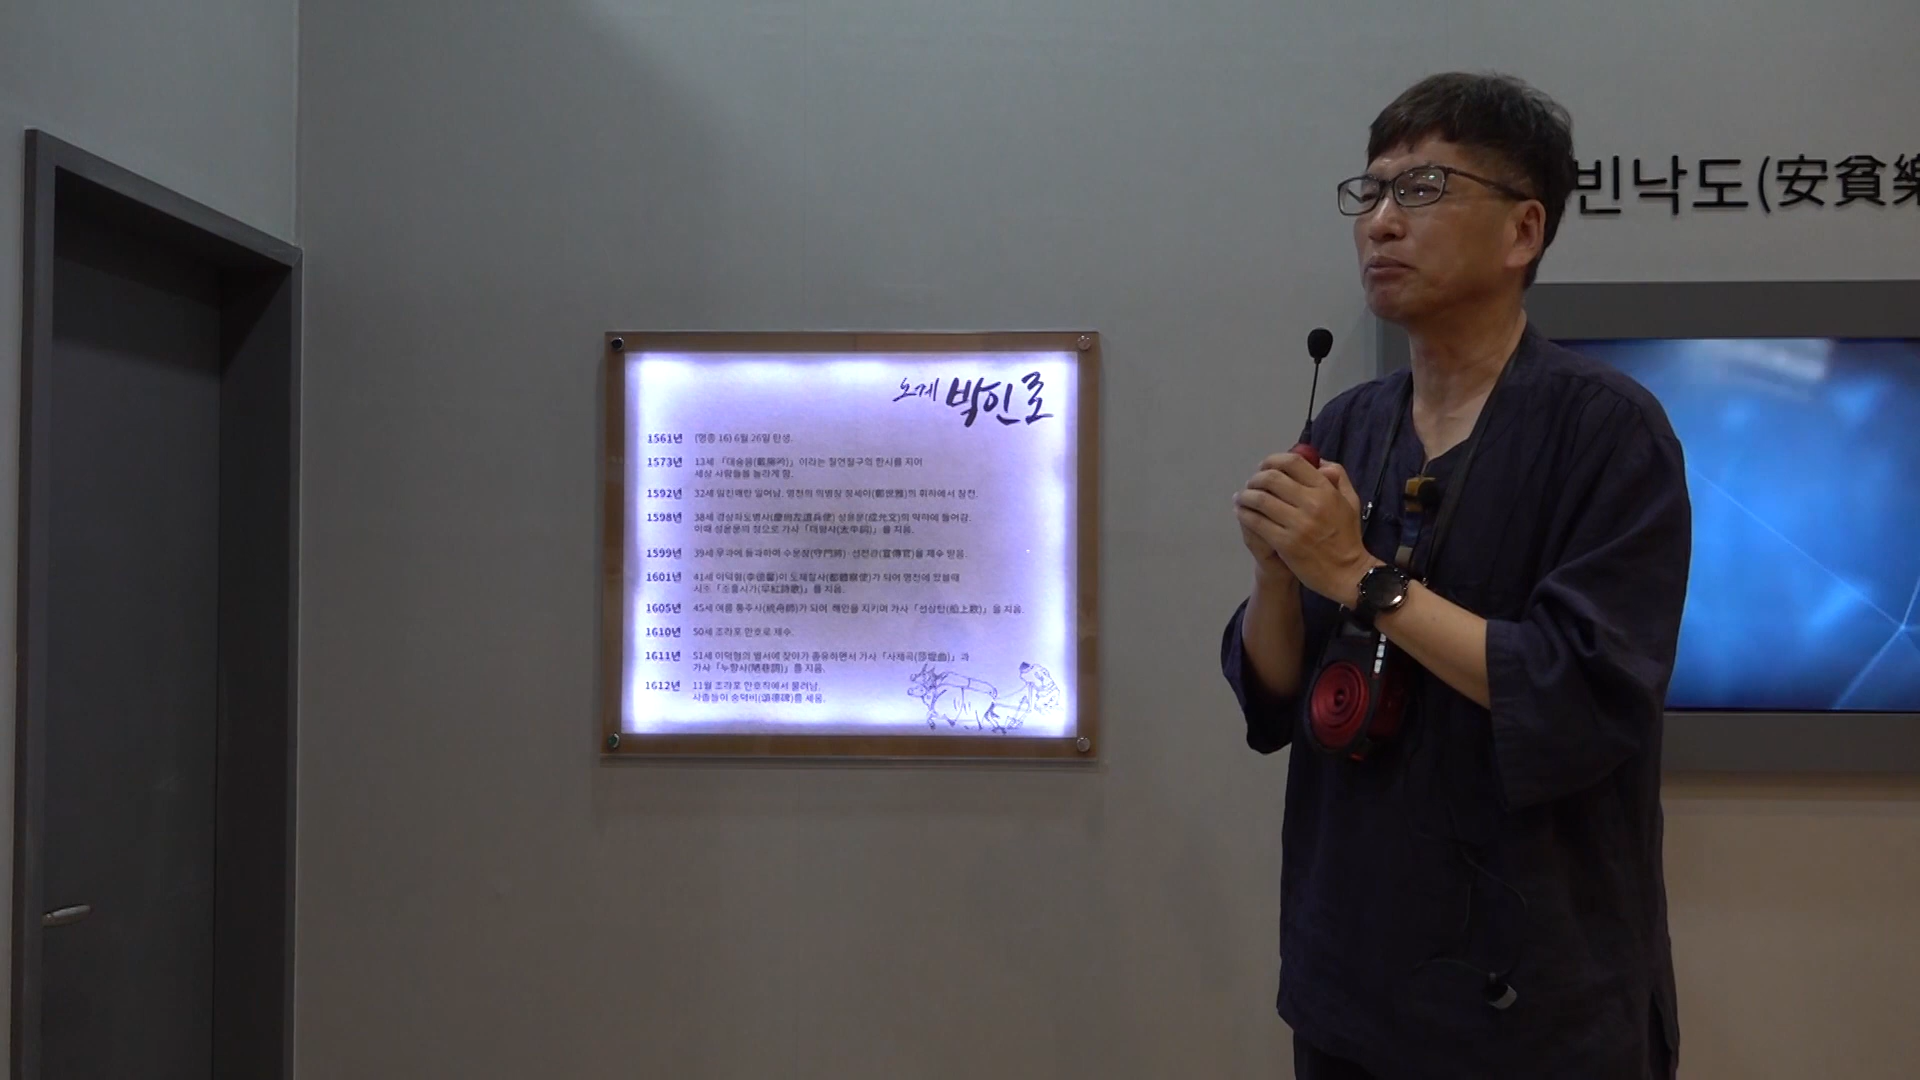 빈낙도(安貧樂
노계 박인로
1561년 (명종 16) 6월 26일 탄생.
1573년 13세 「대승음(戴勝吟)」이라는 칠언절구의 한시를 지어
세상 사람들을 놀라게 함.
1592년 32세 임진왜란 일어남. 영천의 의병장 정세아(鄭世雅)의 휘하에서 참전.
1598년 38세 경상좌도병사(慶尙左道兵使) 성윤문(成允文)의 막하에 들어감.
이때 성윤문의 청으로 가사「태평사(太平詞)」를 지음.
1599년 39세 무과에 등과하여 수문장(守門將)·선전관(宣傳官)을 제수 받음.
1601년 41세 이덕형(李德馨)이 도체찰사(都體察使)가 되어 영천에 왔을때
시조「조홍시가(早紅詩歌)」를 지음.
1605년 45세 여름 통주사(統舟師)가 되어 해안을 지키며 가사「선상탄(船上歎)」을 지음.
1610년 50세 조라포 만호로 제수.
1611년 51세 이덕형의 별서에 찾아가 종유하면서 가사「사제곡(莎堤曲)」과
가사「누항사(陋巷詞)」를 지음.
1612년 11월 조라포 만호직에서 물러남.
사졸들이 송덕비(頌德碑)를 세움.